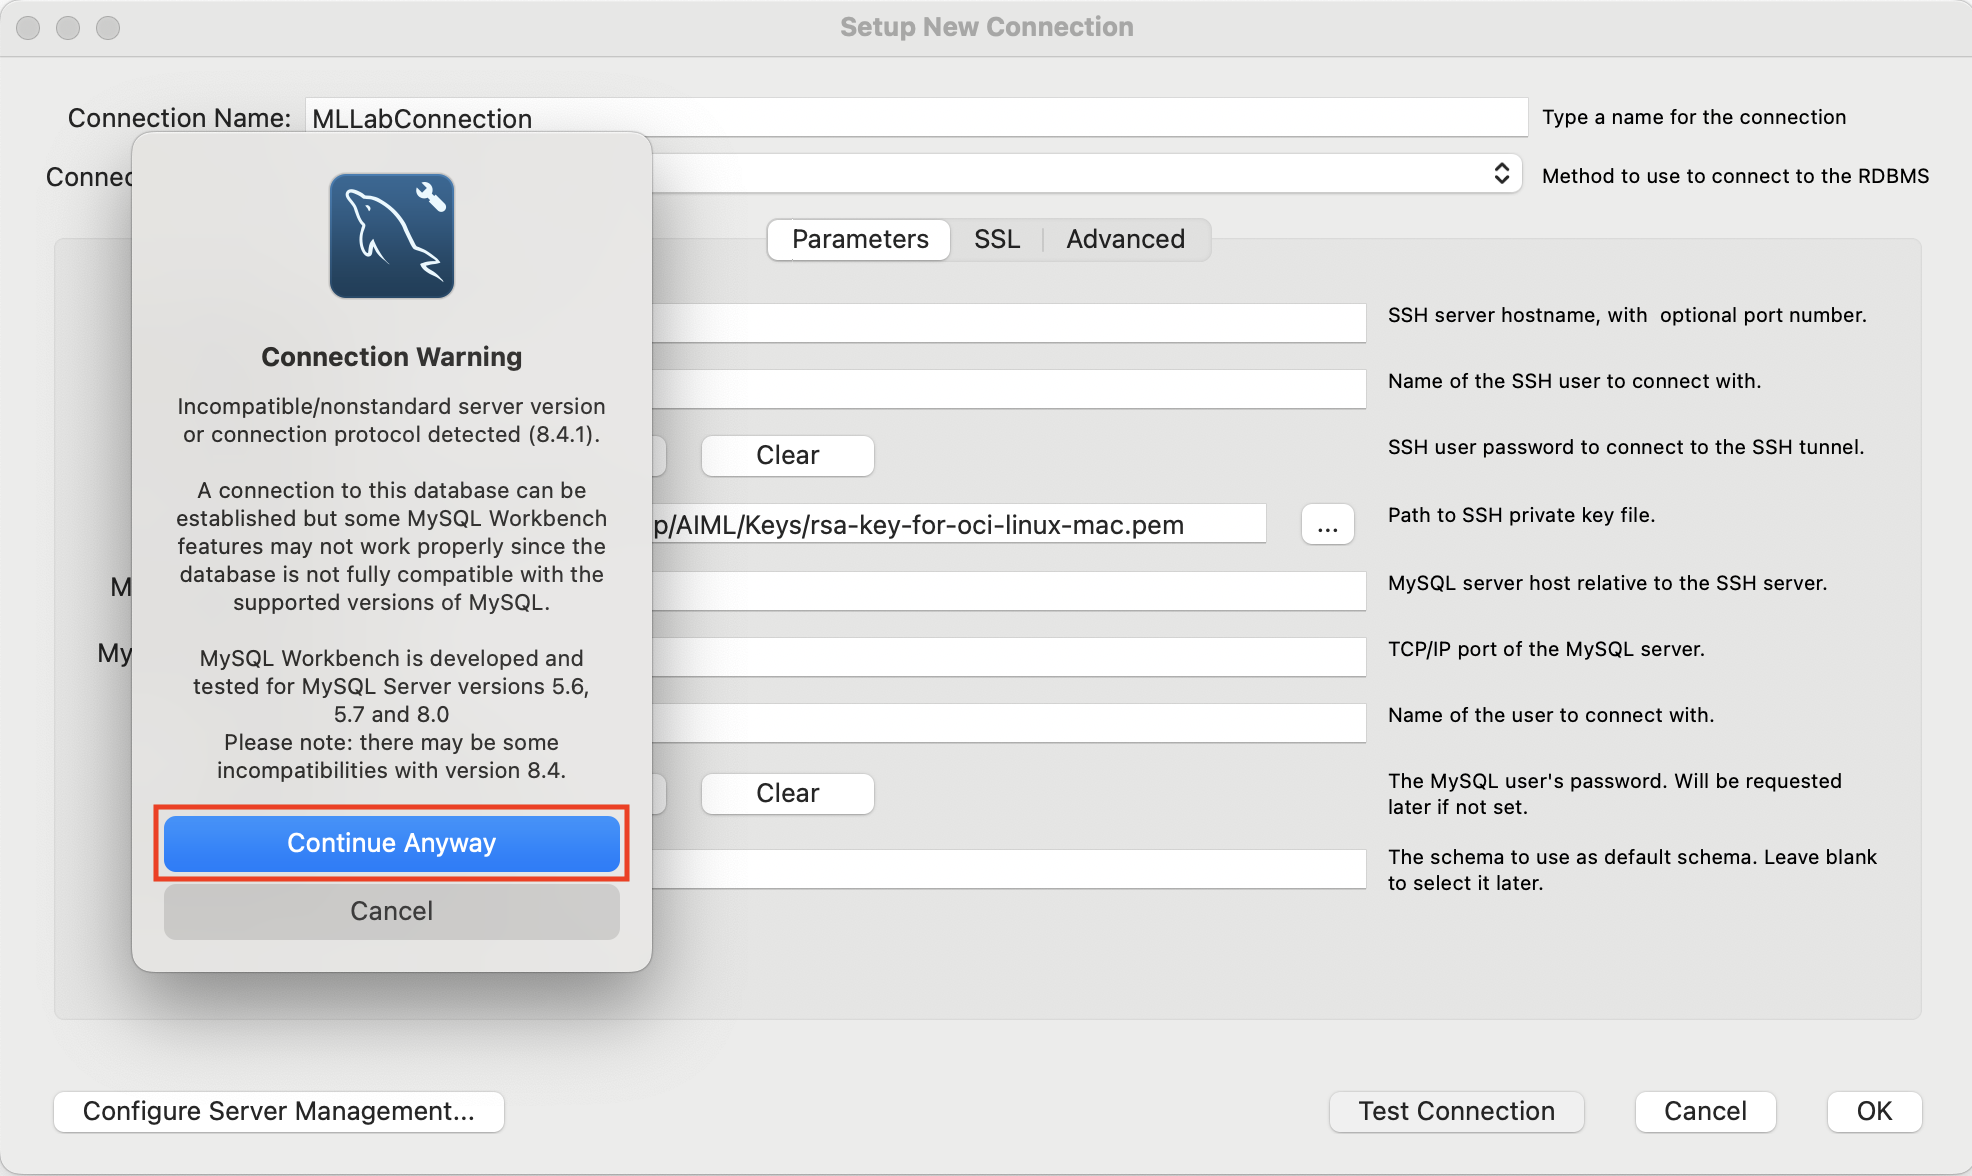 Setup New Connection
Connection Name: MLLabConnection Type a name for the connection
Connec Method to use to connect to the RDBMS
Parameters SSL Advanced
Connection Warning
Incompatible/nonstandard server version
or connection protocol detected (8.4.1).
A connection to this database can be
established but some MySQL Workbench
features may not work properly since the
database is not fully compatible with the
supported versions of MySQL.
MySQL Workbench is developed and
tested for MySQL Server versions 5.6,
5.7 and 8.0
Please note: there may be some
incompatibilities with version 8.4.
Continue Anyway
Cancel
SSH server hostname, with  optional port number.
Name of the SSH user to connect with.
Clear SSH user password to connect to the SSH tunnel.
p/AIML/Keys/rsa-key-for-oci-linux-mac.pem ... Path to SSH private key file.
M MySQL server host relative to the SSH server.
My TCP/IP port of the MySQL server.
Name of the user to connect with.
Clear The MySQL user's password. Will be requested
later if not set.
The schema to use as default schema. Leave blank
to select it later.
Configure Server Management... Test Connection Cancel OK